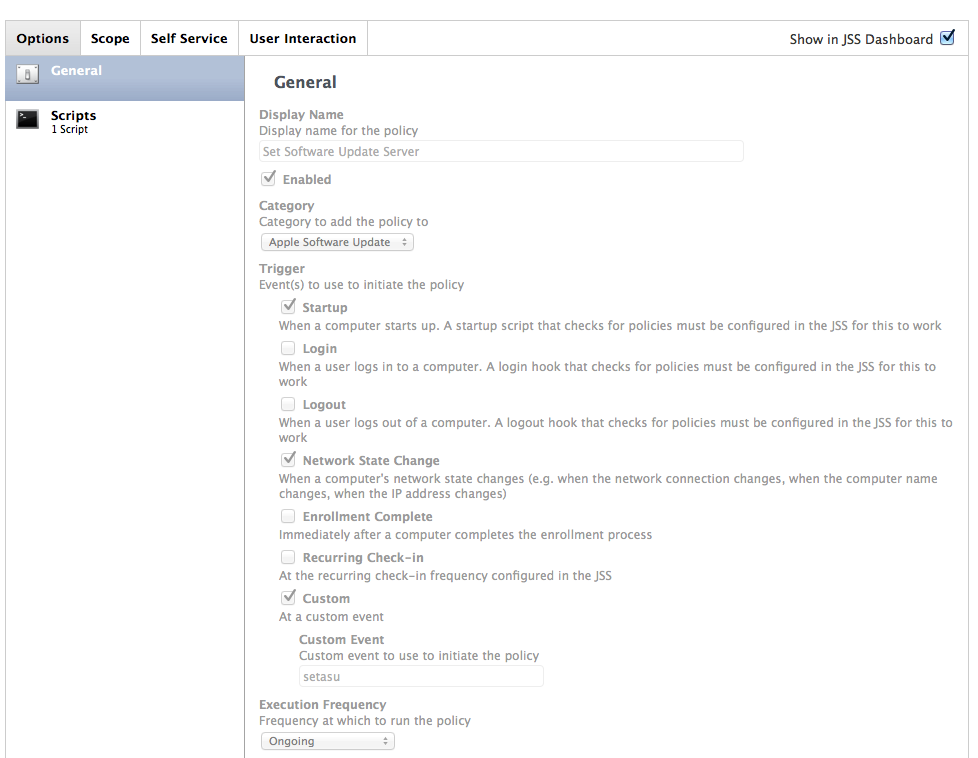 Options Scope Self Service User Interaction Show in JSS Dashboard
General
Scripts
1 Script
General
Display Name
Display name for the policy
Set Software Update Server
Enabled
Category
Category to add the policy to
Apple Software Update
Trigger
Event(s) to use to initiate the policy
Startup
When a computer starts up. A startup script that checks for policies must be configured in the JSS for this to work
Login
When a user logs in to a computer. A login hook that checks for policies must be configured in the JSS for this to
work
Logout
When a user logs out of a computer. A logout hook that checks for policies must be configured in the JSS for this to
work
Network State Change
When a computer's network state changes (e.g. when the network connection changes, when the computer name
changes, when the IP address changes)
Enrollment Complete
Immediately after a computer completes the enrollment process
Recurring Check-in
At the recurring check-in frequency configured in the JSS
Custom
At a custom event
Custom Event
Custom event to use to initiate the policy
setasu
Execution Frequency
Frequency at which to run the policy
Ongoing